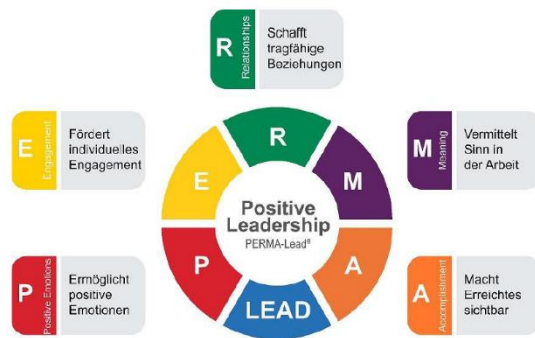 R
Relationships
Schafft
tragfähige
Beziehungen
E
Engagement
Fördert
individuelles
Engagement
M
Meaning
Vermittelt
Sinn in
der Arbeit
P
Positive Emotions
Ermöglicht
positive
Emotionen
A
Accomplishment
Macht
Erreichtes
sichtbar
R
E
M
Positive
Leadership
PERMA-Lead®
P
A
LEAD